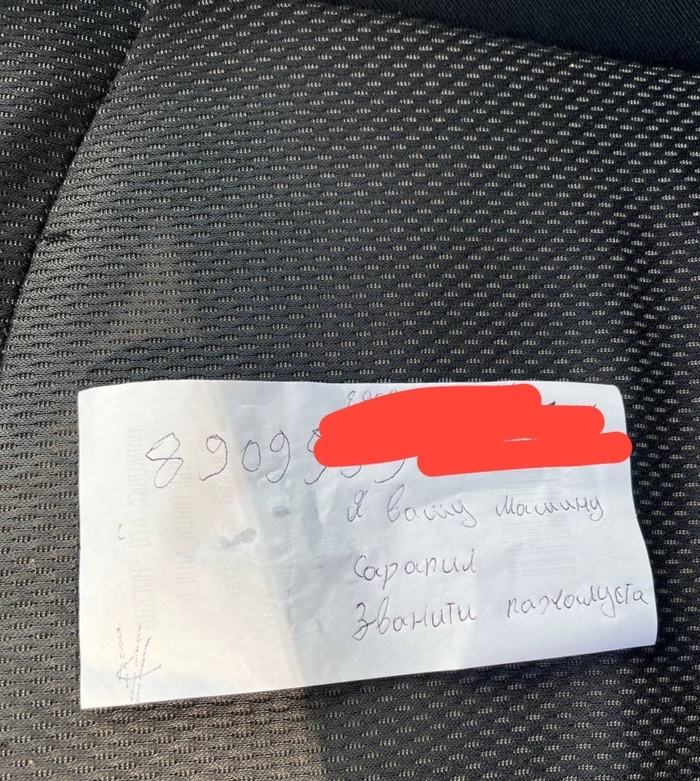 8909
Я вашу машину
Сарапил
Званити пажалуста